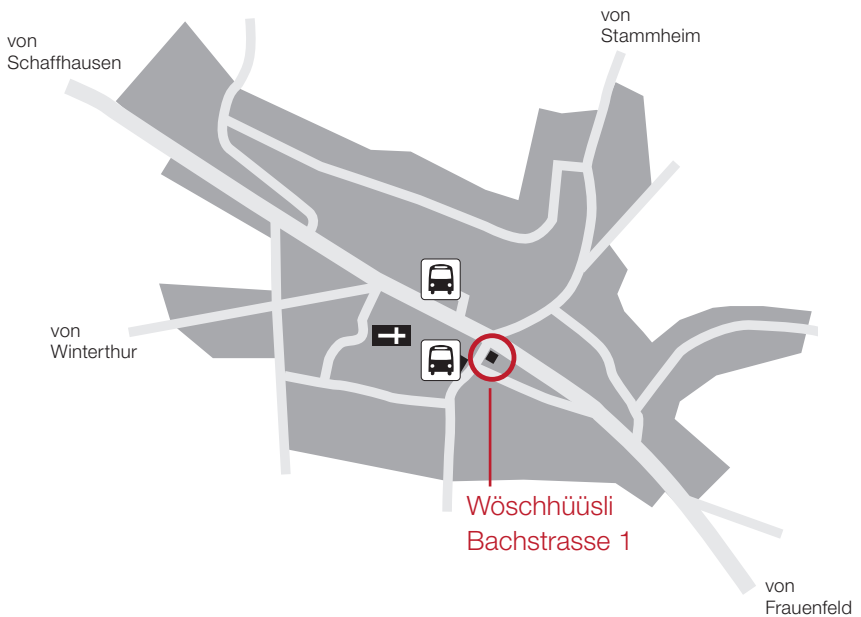 von
Schaffhausen
von
Stammheim
von
Winterthur
Wöschhüüsli
Bachstrasse 1
von
Frauenfeld